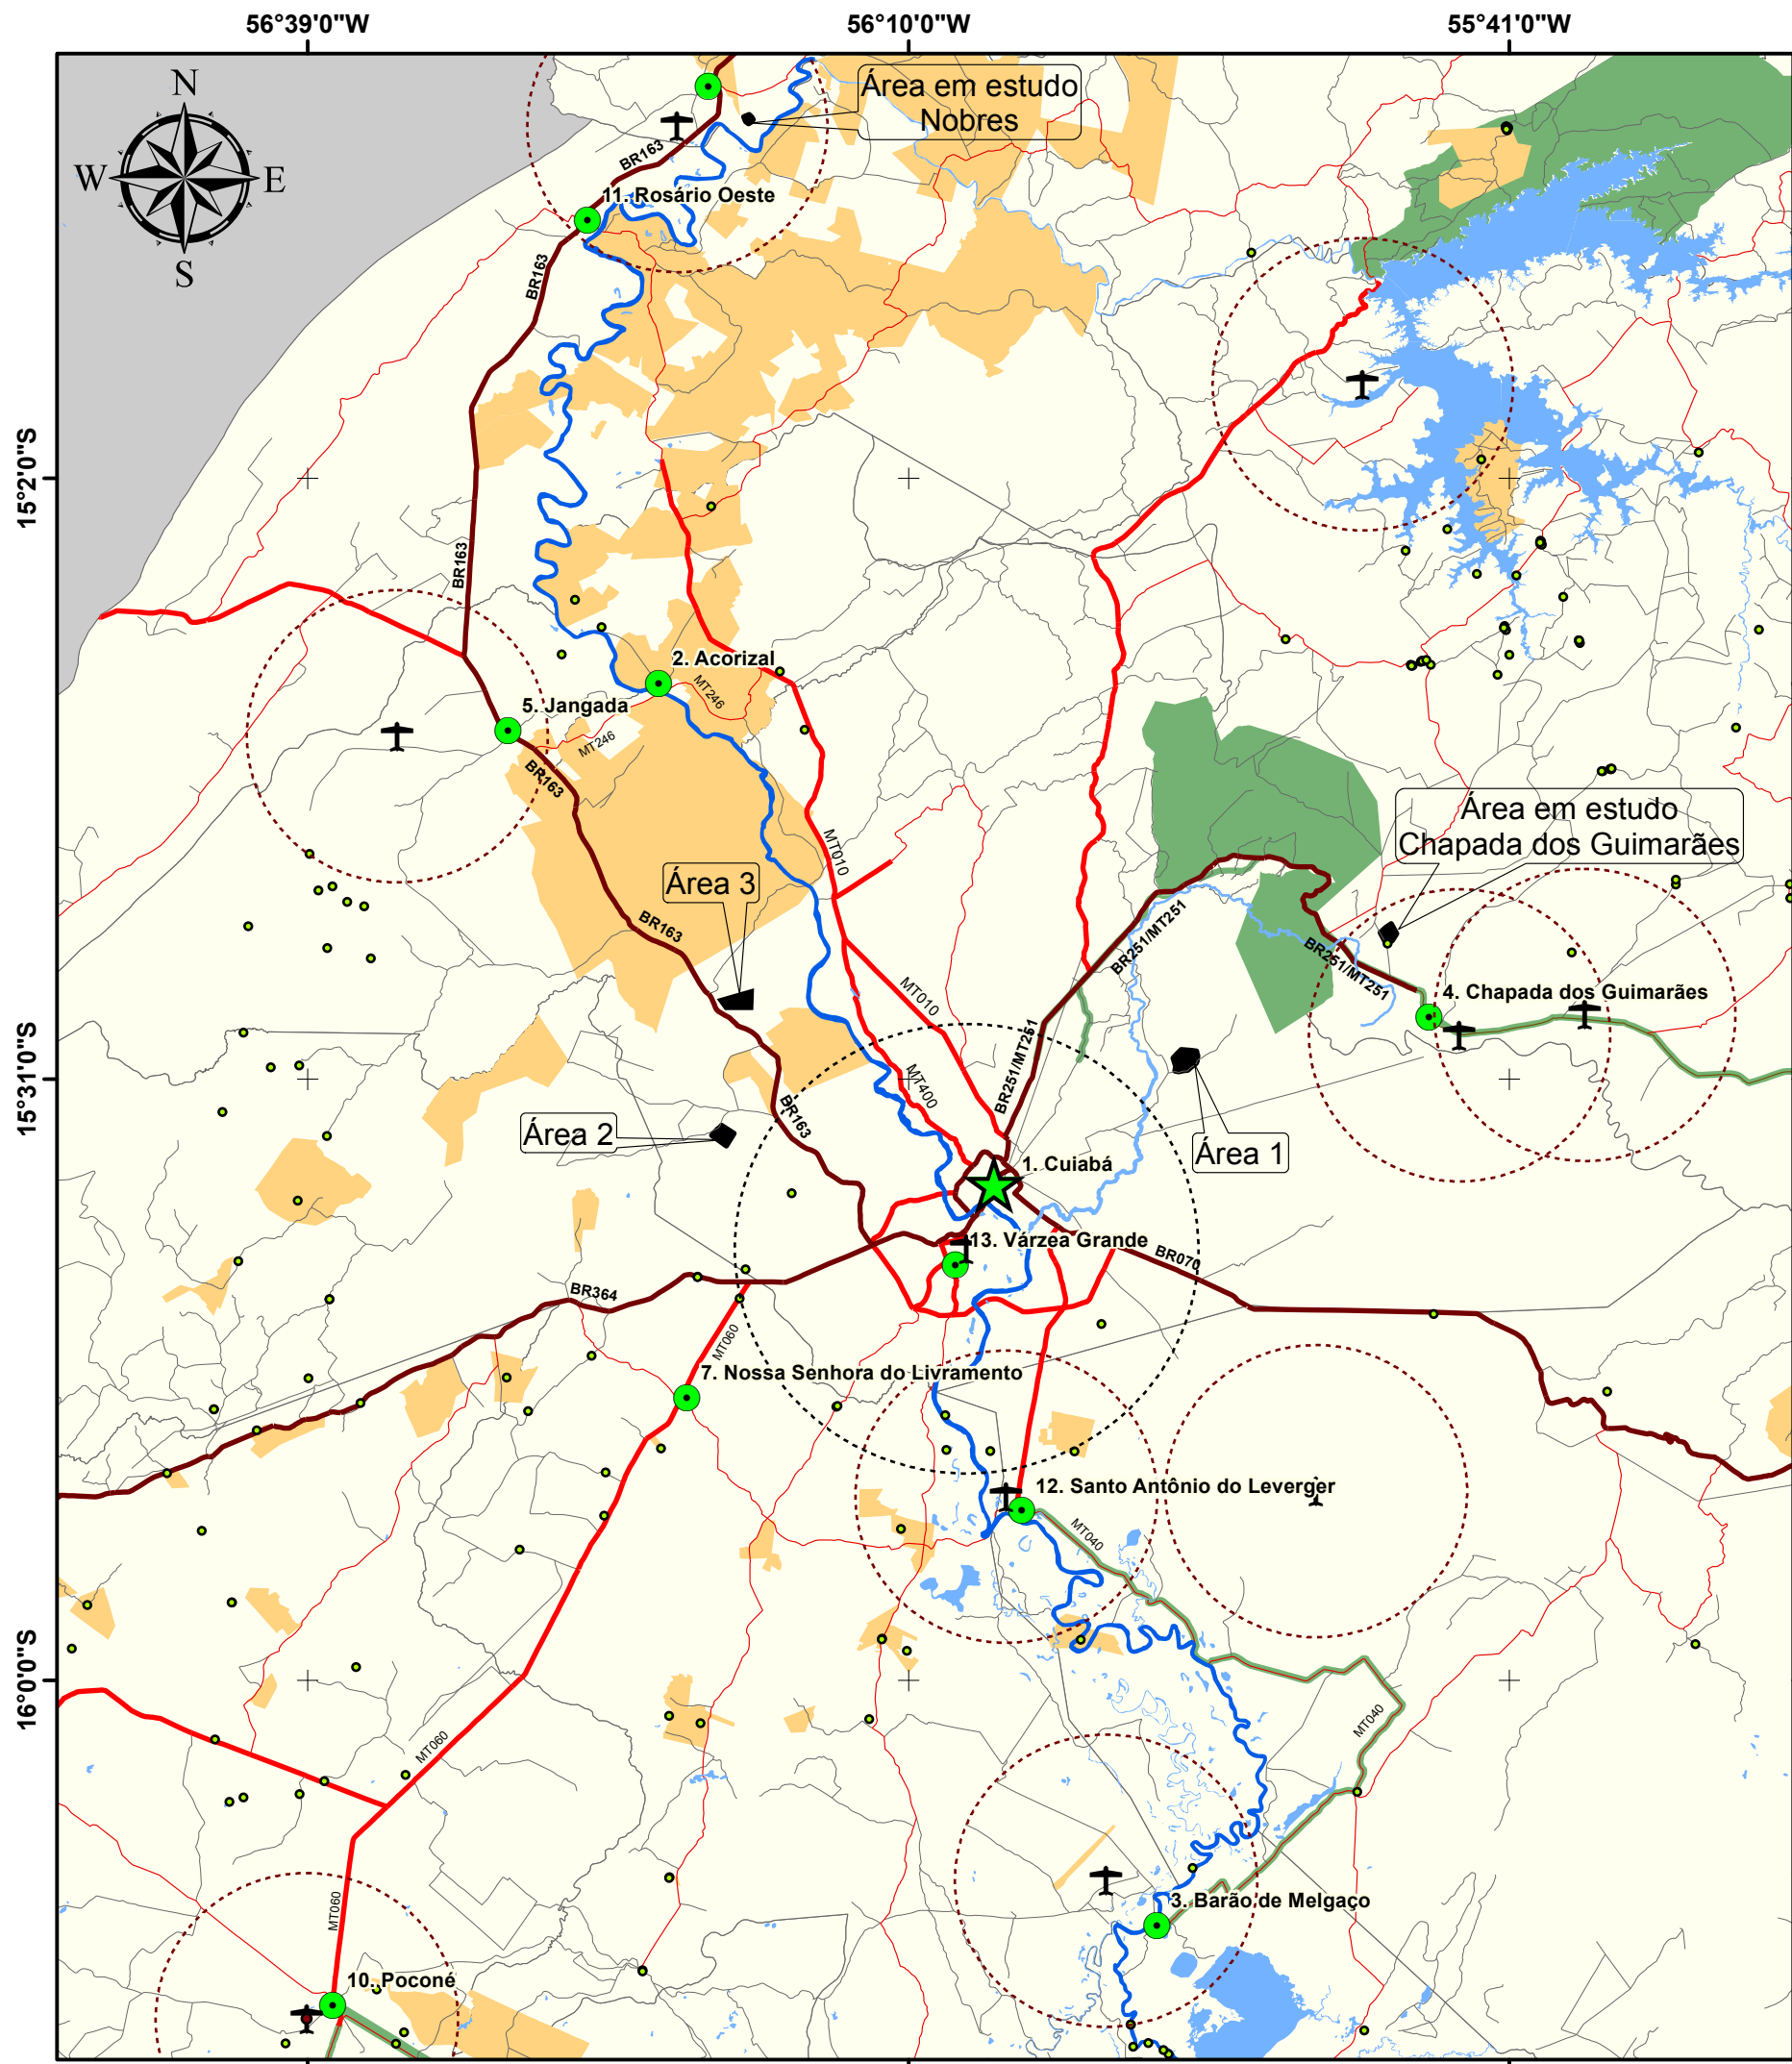 56°39'0"W
56°10'0"W
55°41'0"W
N
W
E
S
Área em estudo
Nobres
BR163
11. Rosário Oeste
BR163
15°2'0"S
BR163
2. Acorizal
MT246
5. Jangada
MT246
BR163
Área em estudo
Chapada dos Guimarães
MT010
Área 3
BR163
BR251/MT251
BR251/MT251
4. Chapada dos Guimarães
MT010
BR251/MT251
15°31'0"S
MT400
BR163
Área 2
Área 1
1. Cuiabá
13. Várzea Grande
BR070
BR364
MT060
7. Nossa Senhora do Livramento
12. Santo Antônio do Leverger
MT040
16°0'0"S
MT040
MT060
3. Barão de Melgaço
MT060
10. Poconé